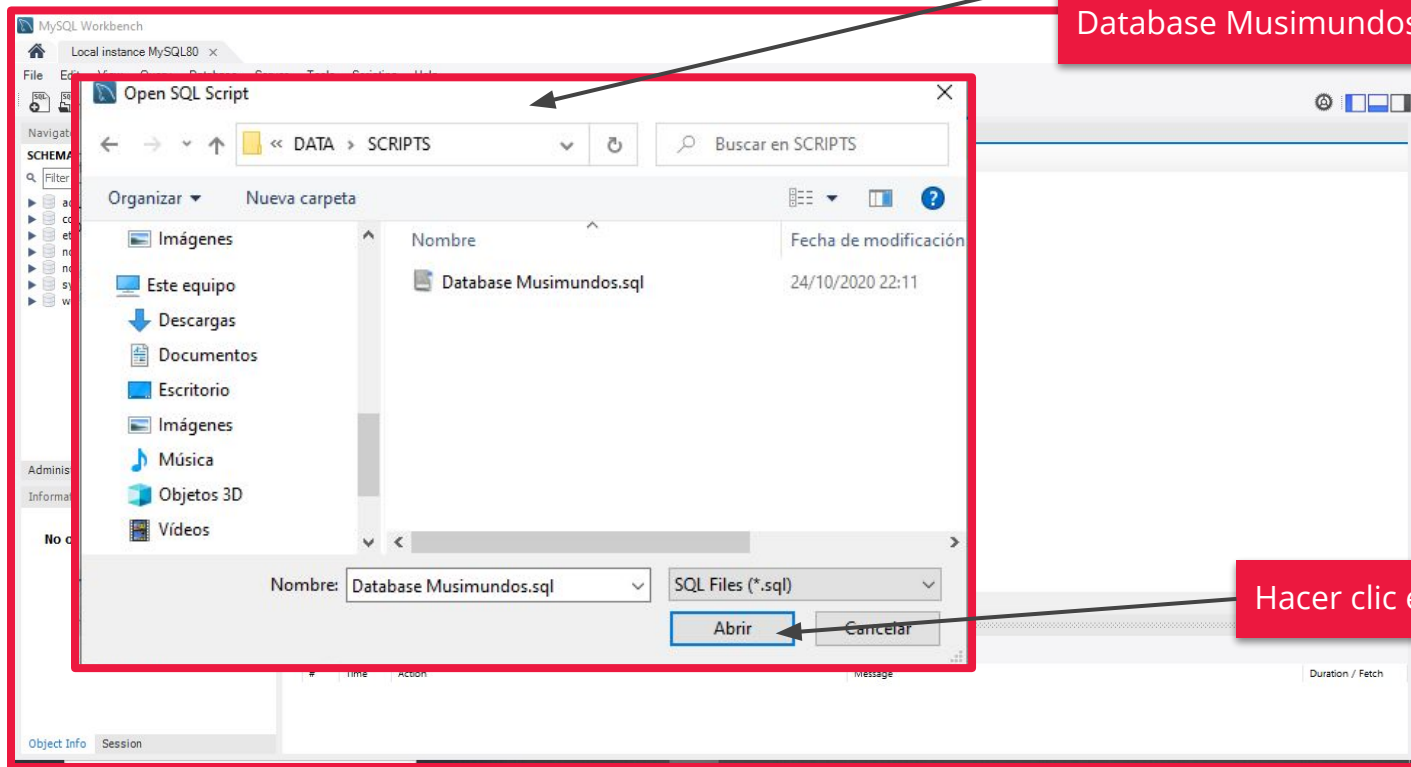 Database Musimundos
MySQL Workbench
Local instance MySQL80 ×
File
Open SQL Script
Navigat
SCHEMA
Filter
« DATA > SCRIPTS
Buscar en SCRIPTS
Organizar
Nueva carpeta
?
Imágenes
Este equipo
Descargas
Documentos
Escritorio
Imágenes
Música
Objetos 3D
Vídeos
Nombre
Fecha de modificación
Database Musimundos.sql
24/10/2020 22:11
Adminis
Informat
No o
Nombre: Database Musimundos.sql
SQL Files (*.sql)
Abrir
Cancelar
Hacer clic e
# Time Action
Message
Duration / Fetch
Object Info Session